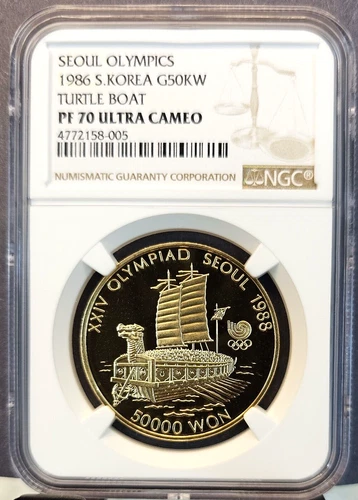 SEOUL OLYMPICS
1986 S.KOREA G50KW
TURTLE BOAT
PF 70 ULTRA CAMEO
4772158-005
NUMISMATIC GUARANTY CORPORATION
NGC®
XXIV OLYMPIAD SEOUL 1988
50000 WON